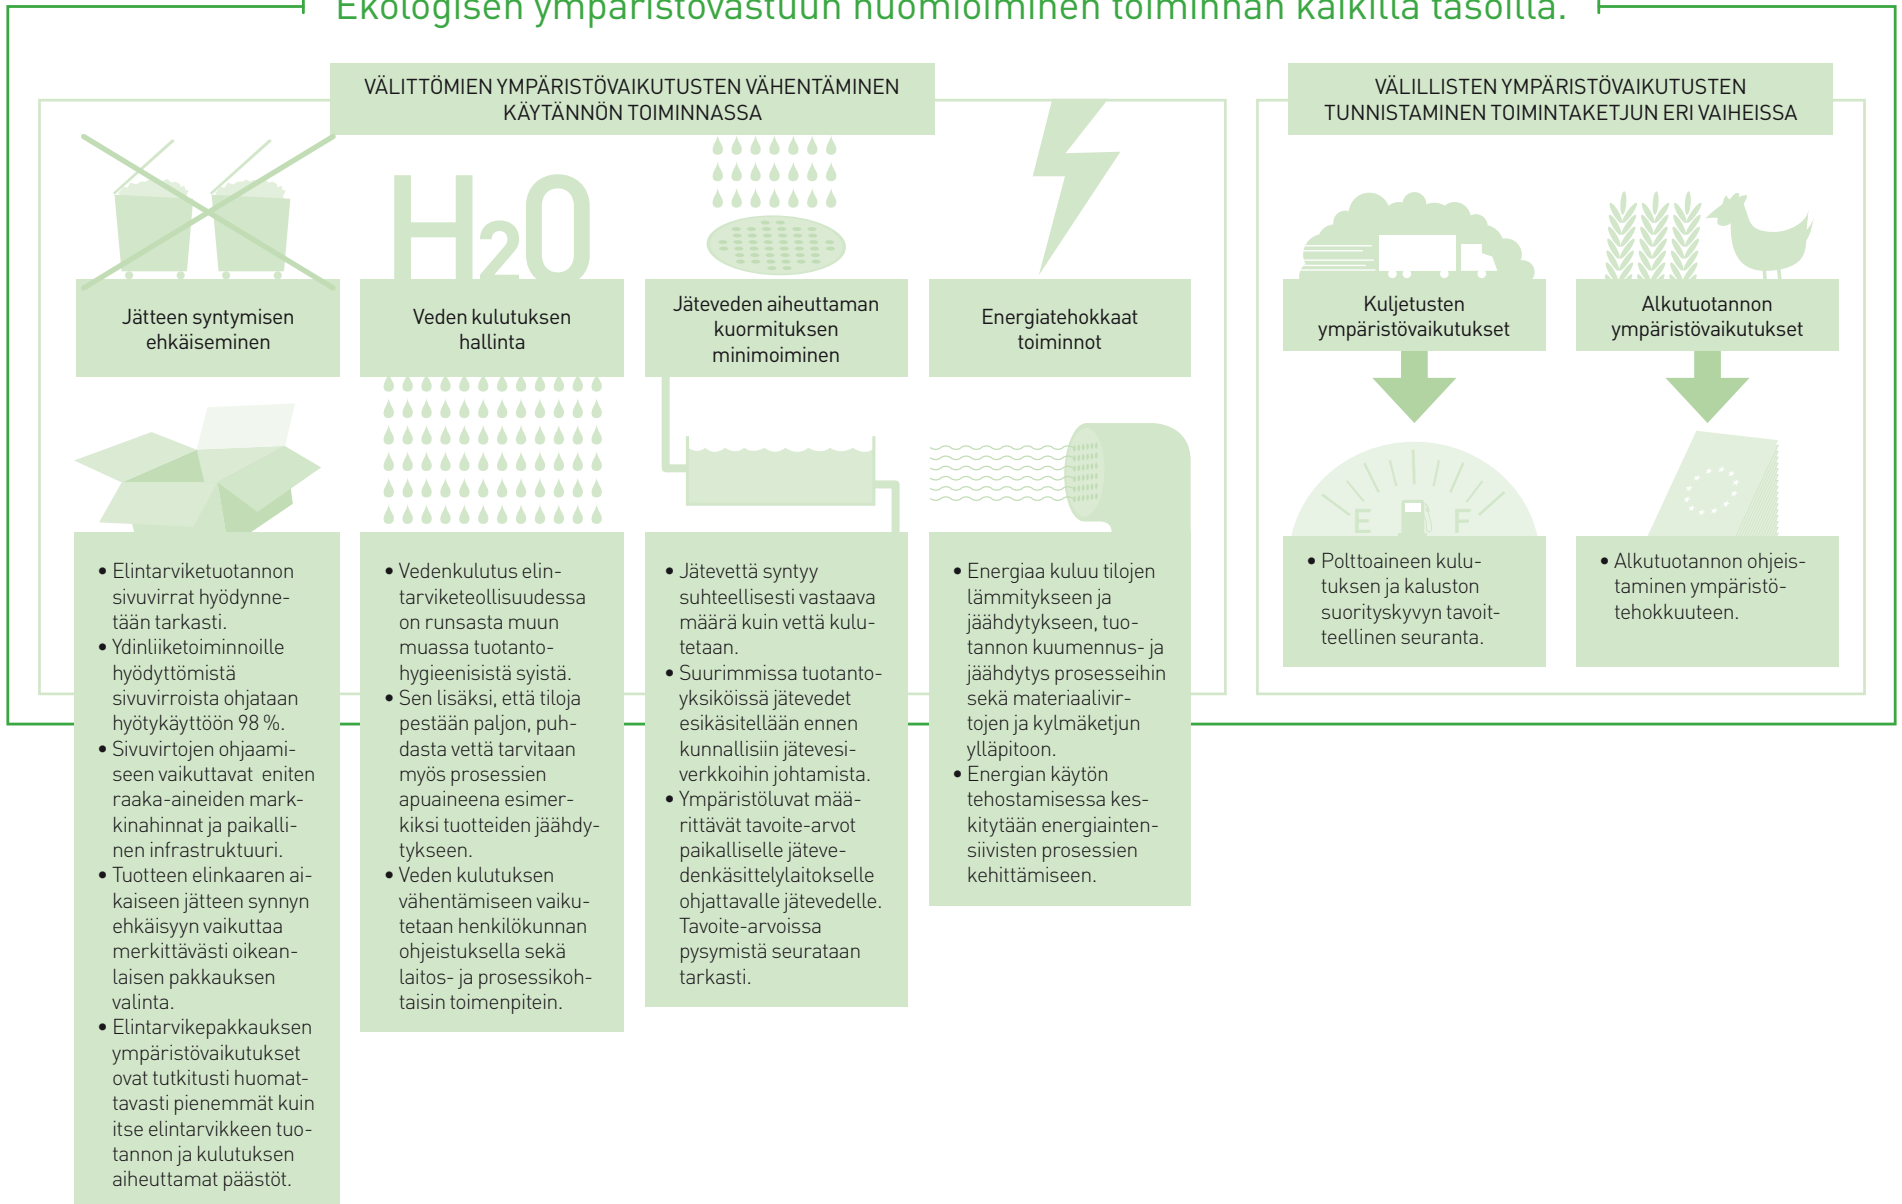 Ekologisen ympäristövastuun huomioiminen toiminnan kaikilla tasoilla.
VÄLITTÖMIEN YMPÄRISTÖVAIKUTUSTEN VÄHENTÄMINEN
KÄYTÄNNÖN TOIMINNASSA
H2O
Jätteen syntymisen
ehkäiseminen
Veden kulutuksen
hallinta
Jäteveden aiheuttaman
kuormituksen
minimoiminen
Energiatehokkaat
toiminnot
• Elintarviketuotannon
sivuvirrat hyödynne-
tään tarkasti.
• Ydinliiketoiminnoille
hyödyttömistä
sivuvirroista ohjataan
hyötykäyttöön 98 %.
• Sivuvirtojen ohjaami-
seen vaikuttavat eniten
raaka-aineiden mark-
kinahinnat ja paikalli-
nen infrastruktuuri.
• Tuotteen elinkaaren ai-
kaiseen jätteen synnyn
ehkäisyyn vaikuttaa
merkittävästi oikean-
laisen pakkauksen
valinta.
• Elintarvikepakkauksen
ympäristövaikutukset
ovat tutkitusti huomat-
tavasti pienemmät kuin
itse elintarvikkeen tuo-
tannon ja kulutuksen
aiheuttamat päästöt.
• Vedenkulutus elin-
tarviketeollisuudessa
on runsasta muun
muassa tuotanto-
hygieenisistä syistä.
• Sen lisäksi, että tiloja
pestään paljon, puh-
dasta vettä tarvitaan
myös prosessien
apuaineena esimer-
kiksi tuotteiden jäähdy-
tykseen.
• Veden kulutuksen
vähentämiseen vaiku-
tetaan henkilökunnan
ohjeistuksella sekä
laitos- ja prosessikoh-
taisin toimenpitein.
• Jätevettä syntyy
suhteellisesti vastaava
määrä kuin vettä kulu-
tetaan.
• Suurimmissa tuotanto-
yksiköissä jätevedet
esikäsitellään ennen
kunnallisiin jätevesi-
verkkoihin johtamista.
• Ympäristöluvat mää-
rittävät tavoite-arvot
paikalliselle jäteve-
denkäsittelylaitokselle
ohjattavalle jätevedelle.
Tavoite-arvoissa
pysymistä seurataan
tarkasti.
• Energiaa kuluu tilojen
lämmitykseen ja
jäähdytykseen, tuo-
tannon kuumennus- ja
jäähdytys prosesseihin
sekä materiaalivir-
tojen ja kylmäketjun
ylläpitoon.
• Energian käytön
tehostamisessa kes-
kitytään energiainten-
siivisten prosessien
kehittämiseen.
VÄLILLISTEN YMPÄRISTÖVAIKUTUSTEN
TUNNISTAMINEN TOIMINTAKETJUN ERI VAIHEISSA
Kuljetusten
ympäristövaikutukset
Alkutuotannon
ympäristövaikutukset
E F
• Polttoaineen kulu-
tuksen ja kaluston
suorityskyvyn tavoit-
teellinen seuranta.
• Alkutuotannon ohjeis-
taminen ympäristö-
tehokkuuteen.